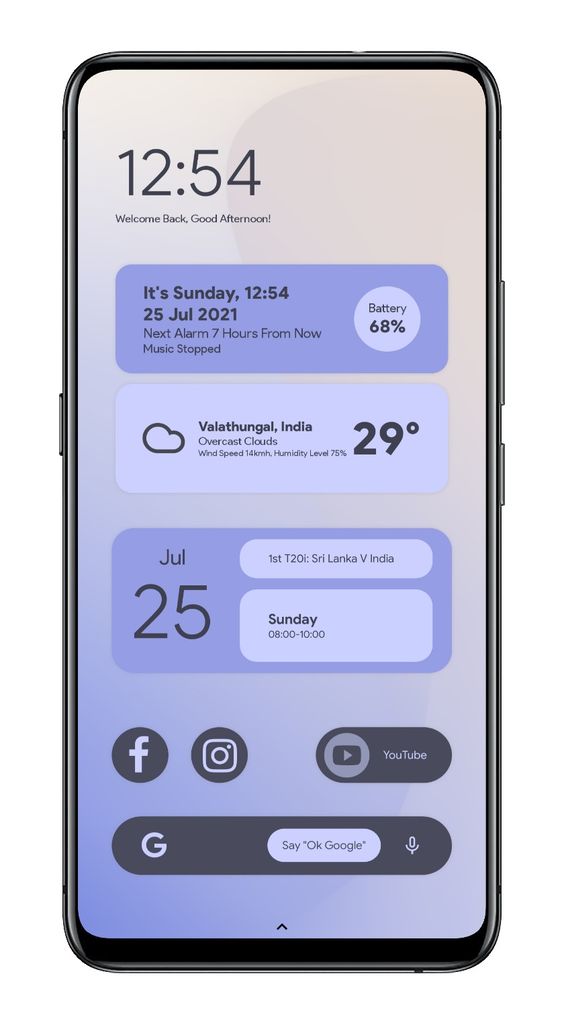 12:54
Welcome Back, Good Afternoon!
It's Sunday, 12:54
25 Jul 2021
Next Alarm 7 Hours From Now
Music Stopped
Battery
68%
Valathungal, India
Overcast Clouds
Wind Speed 14kmh, Humidity Level 75%
29°
Jul
25
1st T20i: Sri Lanka V India
Sunday
08:00-10:00
YouTube
G
Say "Ok Google"